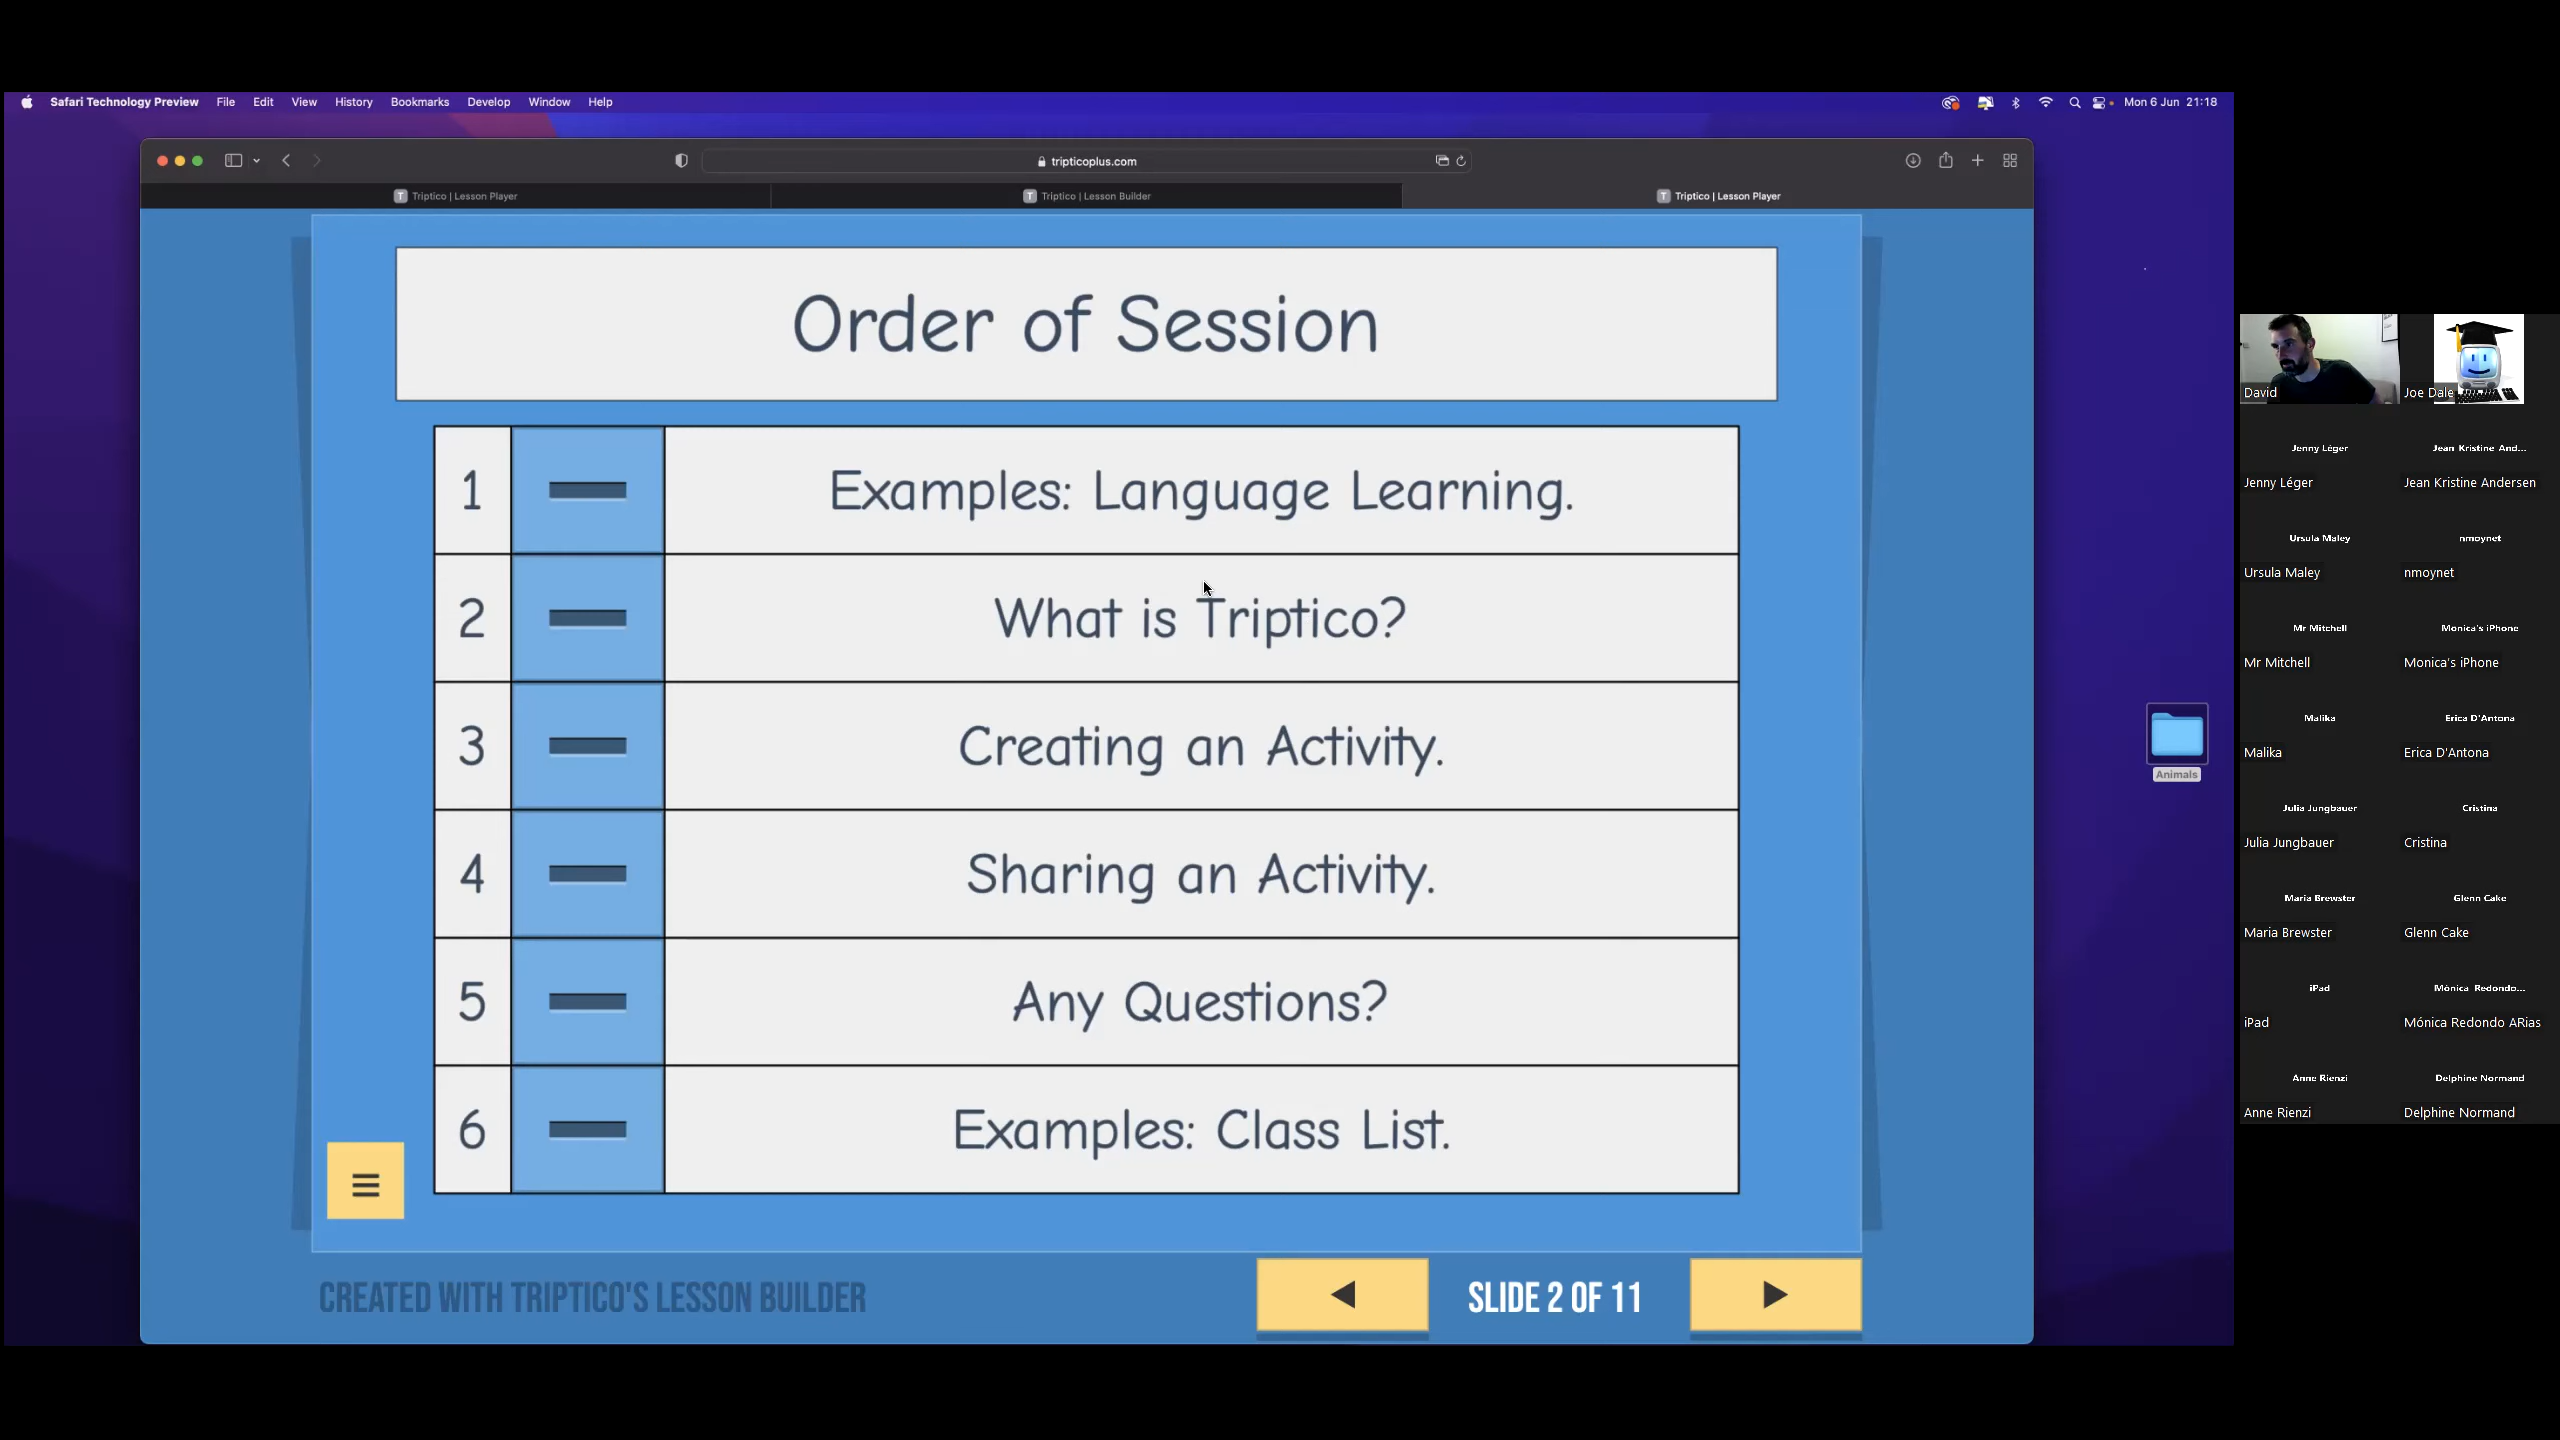 Safari Technology Preview File Edit View History Bookmarks Develop Window Help Mon 6 Jun 21:18
tripticoplus.com
Triptico | Lesson Player Triptico | Lesson Builder Triptico | Lesson Player
Order of Session
1 Examples: Language Learning.
2 What is Triptico?
3 Creating an Activity.
4 Sharing an Activity.
5 Any Questions?
6 Examples: Class List.
CREATED WITH TRIPTICO'S LESSON BUILDER
SLIDE 2 OF 11
Animals
David Joe Dale
Jenny Léger Jean Kristine And...
Jenny Léger Jean Kristine Andersen
Ursula Maley nmoynet
Ursula Maley nmoynet
Mr Mitchell Monica's iPhone
Mr Mitchell Monica's iPhone
Malika Erica D'Antona
Malika Erica D'Antona
Julia Jungbauer Cristina
Julia Jungbauer Cristina
Maria Brewster Glenn Cake
Maria Brewster Glenn Cake
iPad Mónica Redondo...
iPad Mónica Redondo ARias
Anne Rienzi Delphine Normand
Anne Rienzi Delphine Normand